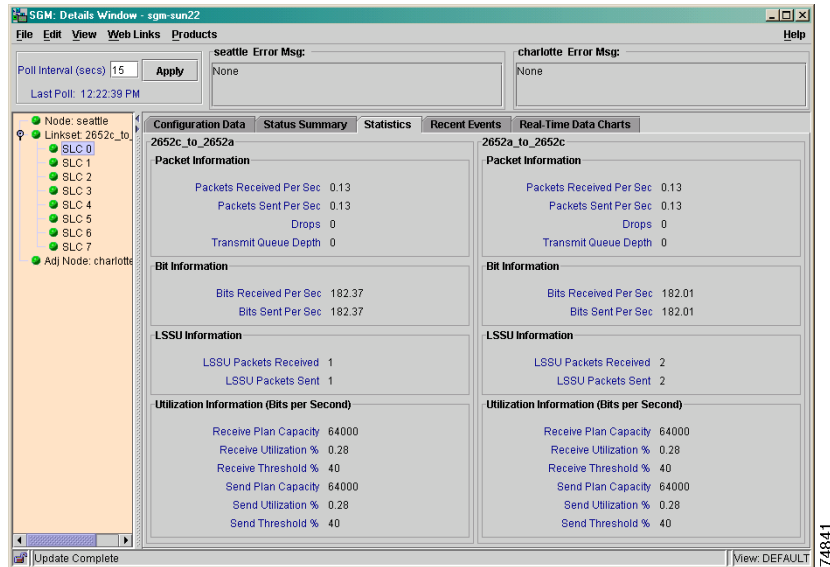 SGM: Details Window - sgm-sun22
File Edit View Web Links Products Help
Poll Interval (secs) 15 Apply
Last Poll: 12:22:39 PM
seattle Error Msg:
None
charlotte Error Msg:
None
Node: seattle
Linkset: 2652c_to_
SLC 0
SLC 1
SLC 2
SLC 3
SLC 4
SLC 5
SLC 6
SLC 7
Adj Node: charlotte
Configuration Data Status Summary Statistics Recent Events Real-Time Data Charts
2652c_to_2652a
Packet Information
Packets Received Per Sec 0.13
Packets Sent Per Sec 0.13
Drops 0
Transmit Queue Depth 0
Bit Information
Bits Received Per Sec 182.37
Bits Sent Per Sec 182.37
LSSU Information
LSSU Packets Received 1
LSSU Packets Sent 1
Utilization Information (Bits per Second)
Receive Plan Capacity 64000
Receive Utilization % 0.28
Receive Threshold % 40
Send Plan Capacity 64000
Send Utilization % 0.28
Send Threshold % 40
2652a_to_2652c
Packet Information
Packets Received Per Sec 0.13
Packets Sent Per Sec 0.13
Drops 0
Transmit Queue Depth 0
Bit Information
Bits Received Per Sec 182.01
Bits Sent Per Sec 182.01
LSSU Information
LSSU Packets Received 2
LSSU Packets Sent 2
Utilization Information (Bits per Second)
Receive Plan Capacity 64000
Receive Utilization % 0.28
Receive Threshold % 40
Send Plan Capacity 64000
Send Utilization % 0.28
Send Threshold % 40
Update Complete
View: DEFAULT
74841